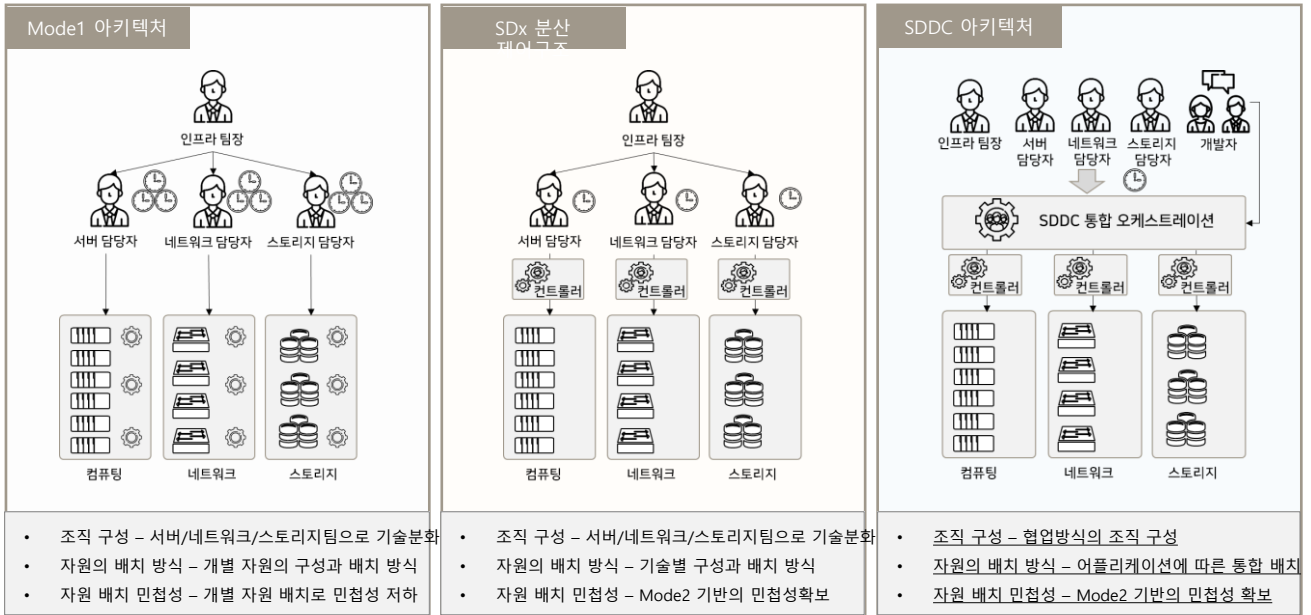 Mode1 아키텍처
인프라 팀장
서버 담당자
네트워크 담당자
스토리지 담당자
컴퓨팅
네트워크
스토리지
• 조직 구성 – 서버/네트워크/스토리지팀으로 기술분화
• 자원의 배치 방식 – 개별 자원의 구성과 배치 방식
• 자원 배치 민첩성 – 개별 자원 배치로 민첩성 저하
SDx 분산
제어구조
인프라 팀장
서버 담당자
네트워크 담당자
스토리지 담당자
컨트롤러
컨트롤러
컨트롤러
컴퓨팅
네트워크
스토리지
• 조직 구성 – 서버/네트워크/스토리지팀으로 기술분화
• 자원의 배치 방식 – 기술별 구성과 배치 방식
• 자원 배치 민첩성 – Mode2 기반의 민첩성확보
SDDC 아키텍처
인프라 팀장
서버
담당자
네트워크
담당자
스토리지
담당자
개발자
SDDC 통합 오케스트레이션
컨트롤러
컨트롤러
컨트롤러
컴퓨팅
네트워크
스토리지
• 조직 구성 – 협업방식의 조직 구성
• 자원의 배치 방식 – 어플리케이션에 따른 통합 배치
• 자원 배치 민첩성 – Mode2 기반의 민첩성 확보